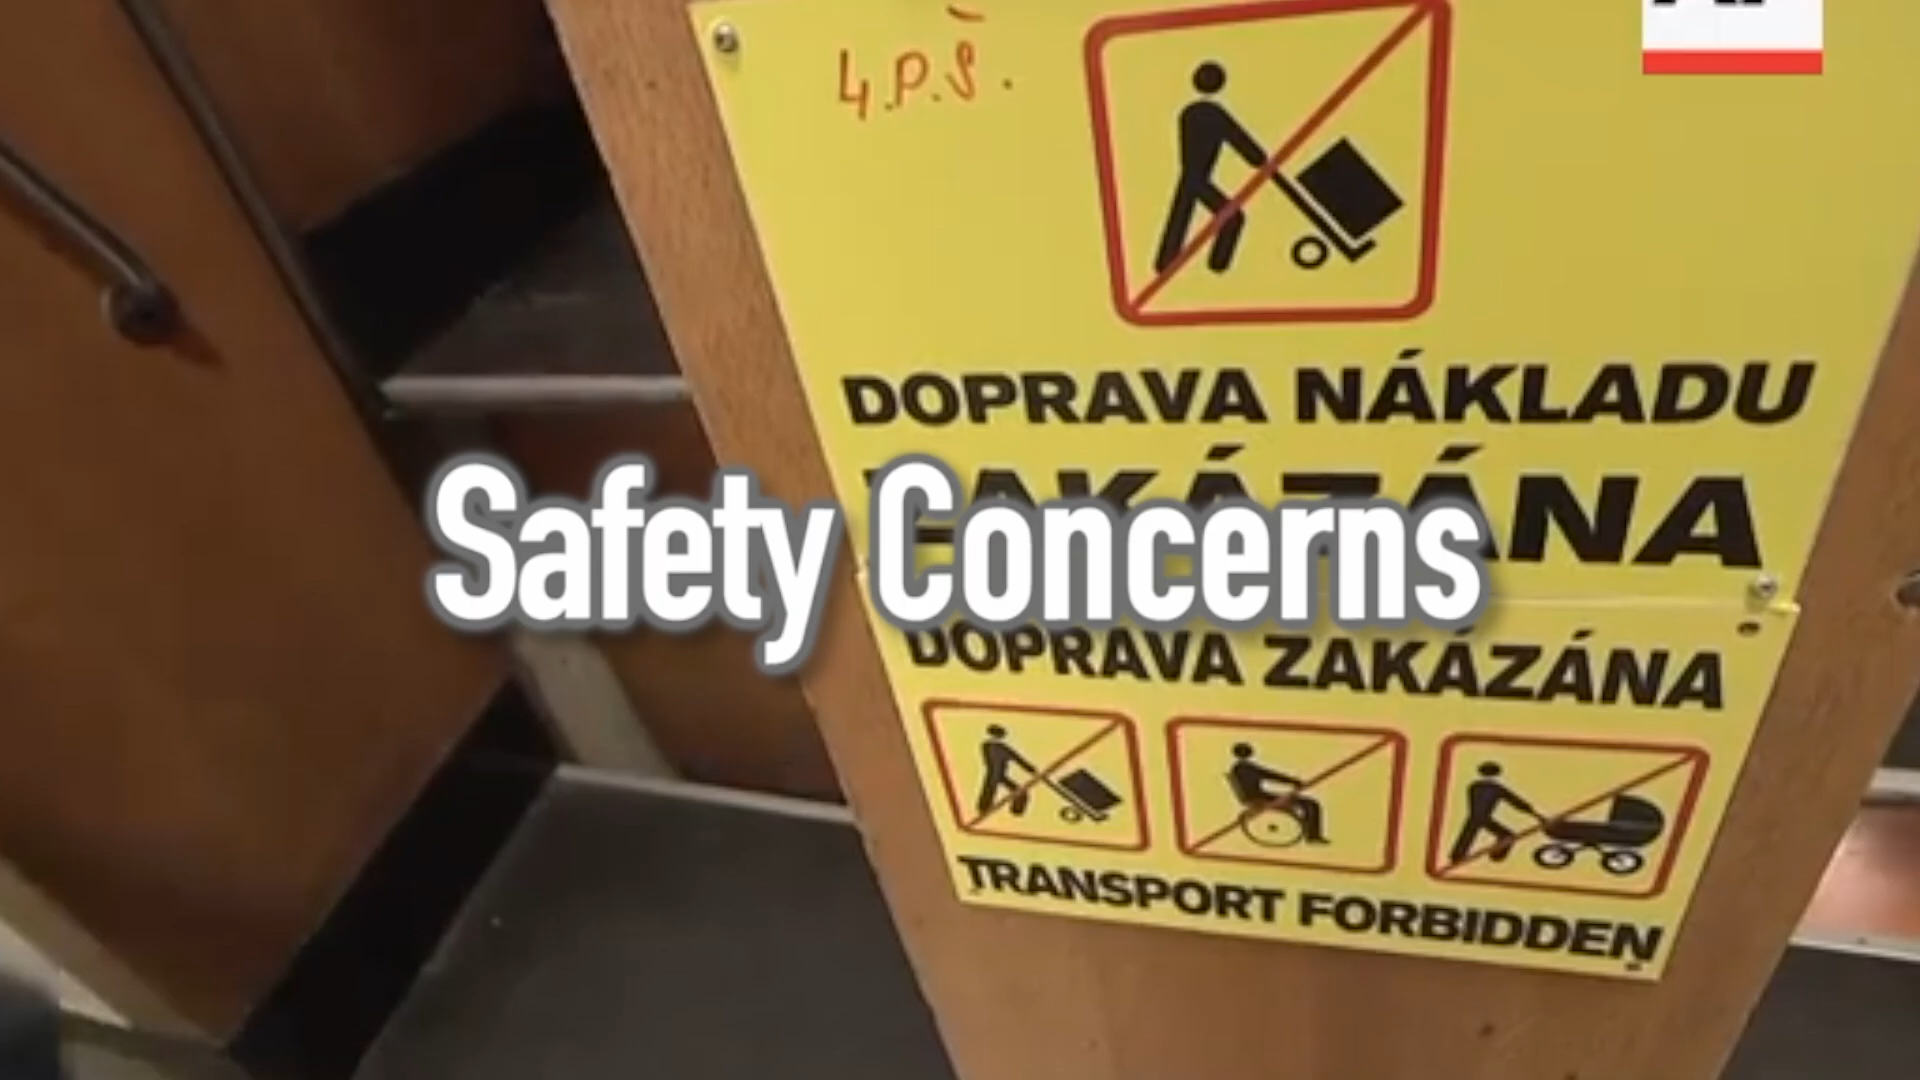 4.P.Š.
DOPRAVA NÁKLADU
ZAKÁZÁNA
Safety Concerns
DOPRAVA ZAKÁZÁNA
TRANSPORT FORBIDDEN